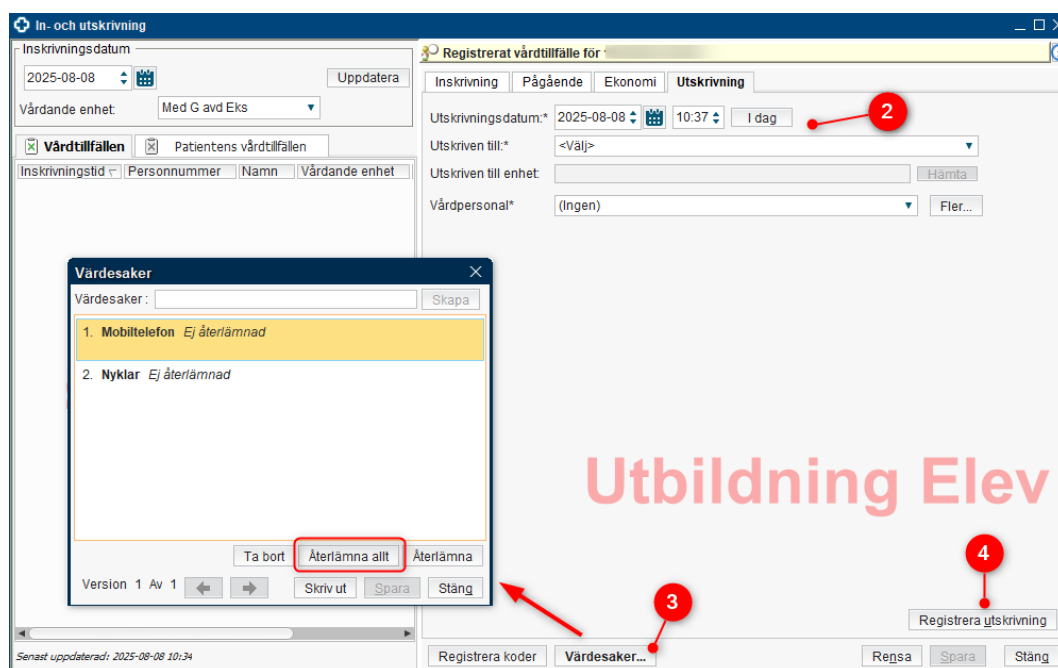 In- och utskrivning
Inskrivningsdatum
2025-08-08
Uppdatera
Vårdande enhet:
Med G avd Eks
Vårdtillfällen
Patientens vårdtillfällen
Inskrivningstid
Personnummer
Namn
Vårdande enhet
Registrerat vårdtillfälle för
Inskrivning
Pågående
Ekonomi
Utskrivning
Utskrivningsdatum:*
2025-08-08
10:37
I dag
2
Utskriven till:*
<Välj>
Utskriven till enhet:
Hämta
Vårdpersonal*
(Ingen)
Fler...
Värdesaker
Värdesaker :
Skapa
1. Mobiltelefon Ej återlämnad
2. Nyklar Ej återlämnad
Ta bort
Återlämna allt
Återlämna
Version 1 Av 1
Skriv ut
Spara
Stäng
Utbildning Elev
4
3
Registrera utskrivning
Senast uppdaterad: 2025-08-08 10:34
Registrera koder
Värdesaker...
Rensa
Spara
Stäng